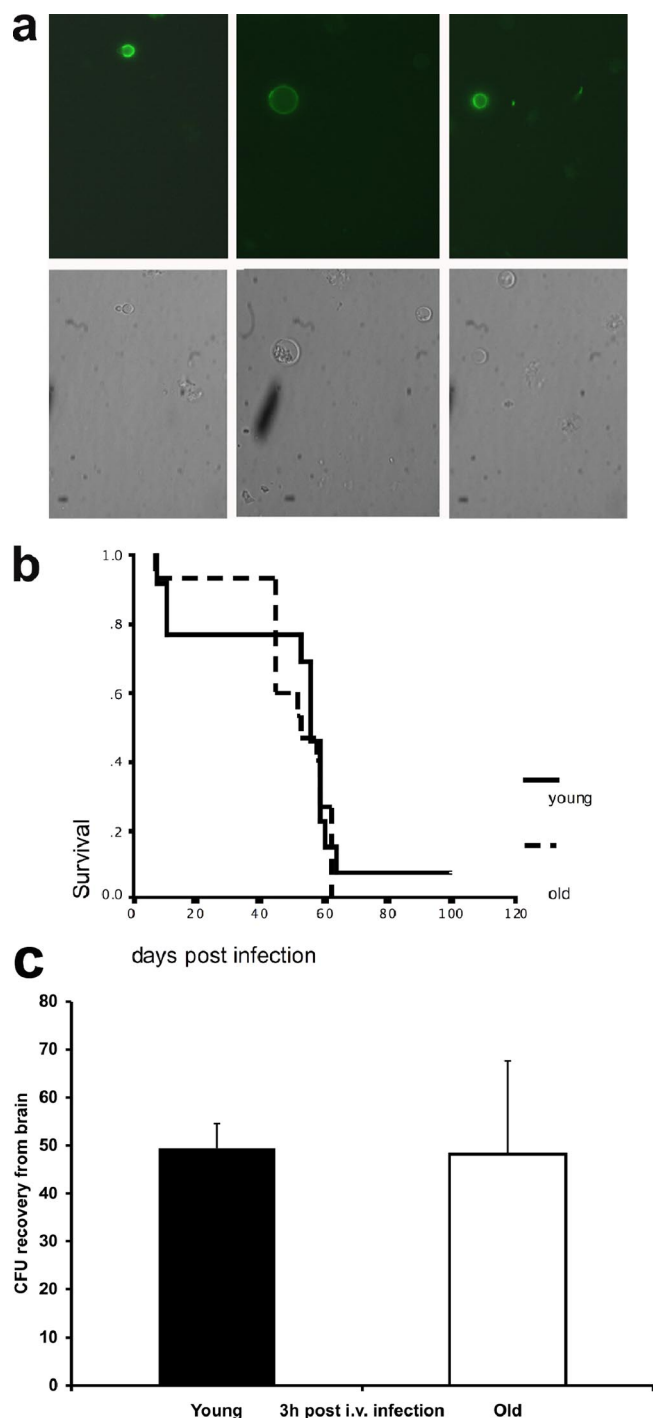 a
b
1.0
.8
.6
.4
.2
0.0
Survival
0 20 40 60 80 100 120
days post infection
young
old
c
80
70
60
50
40
30
20
10
0
CFU recovery from brain
Young 3h post i.v. infection Old